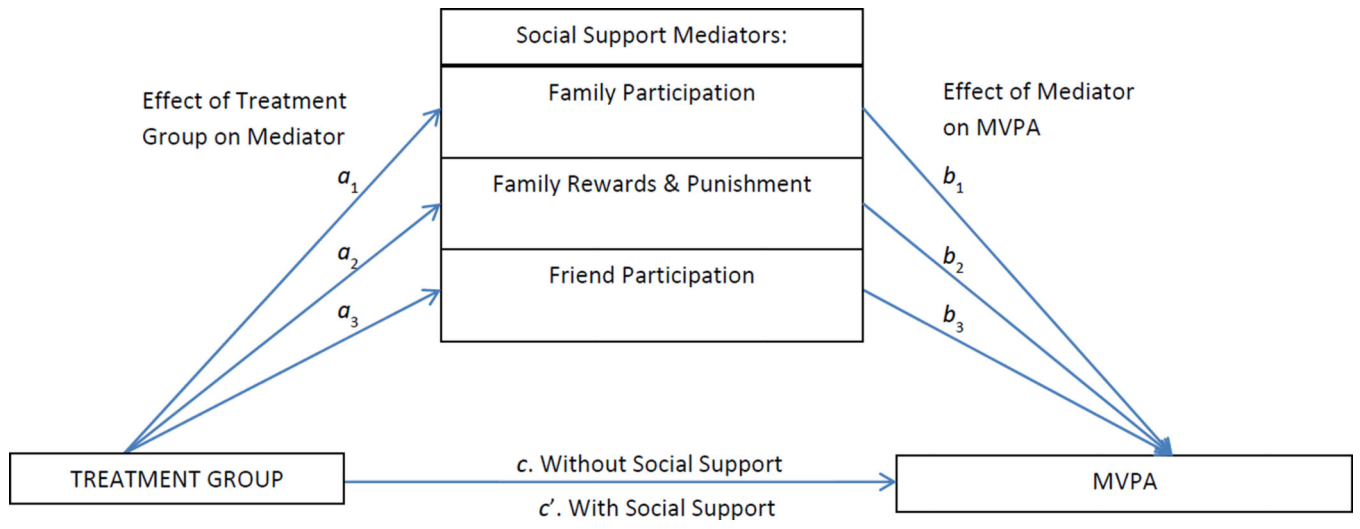 Social Support Mediators:
Family Participation
Family Rewards & Punishment
Friend Participation
Effect of Treatment
Group on Mediator
a₁
a₂
a₃
Effect of Mediator
on MVPA
b₁
b₂
b₃
TREATMENT GROUP
c. Without Social Support
c’. With Social Support
MVPA